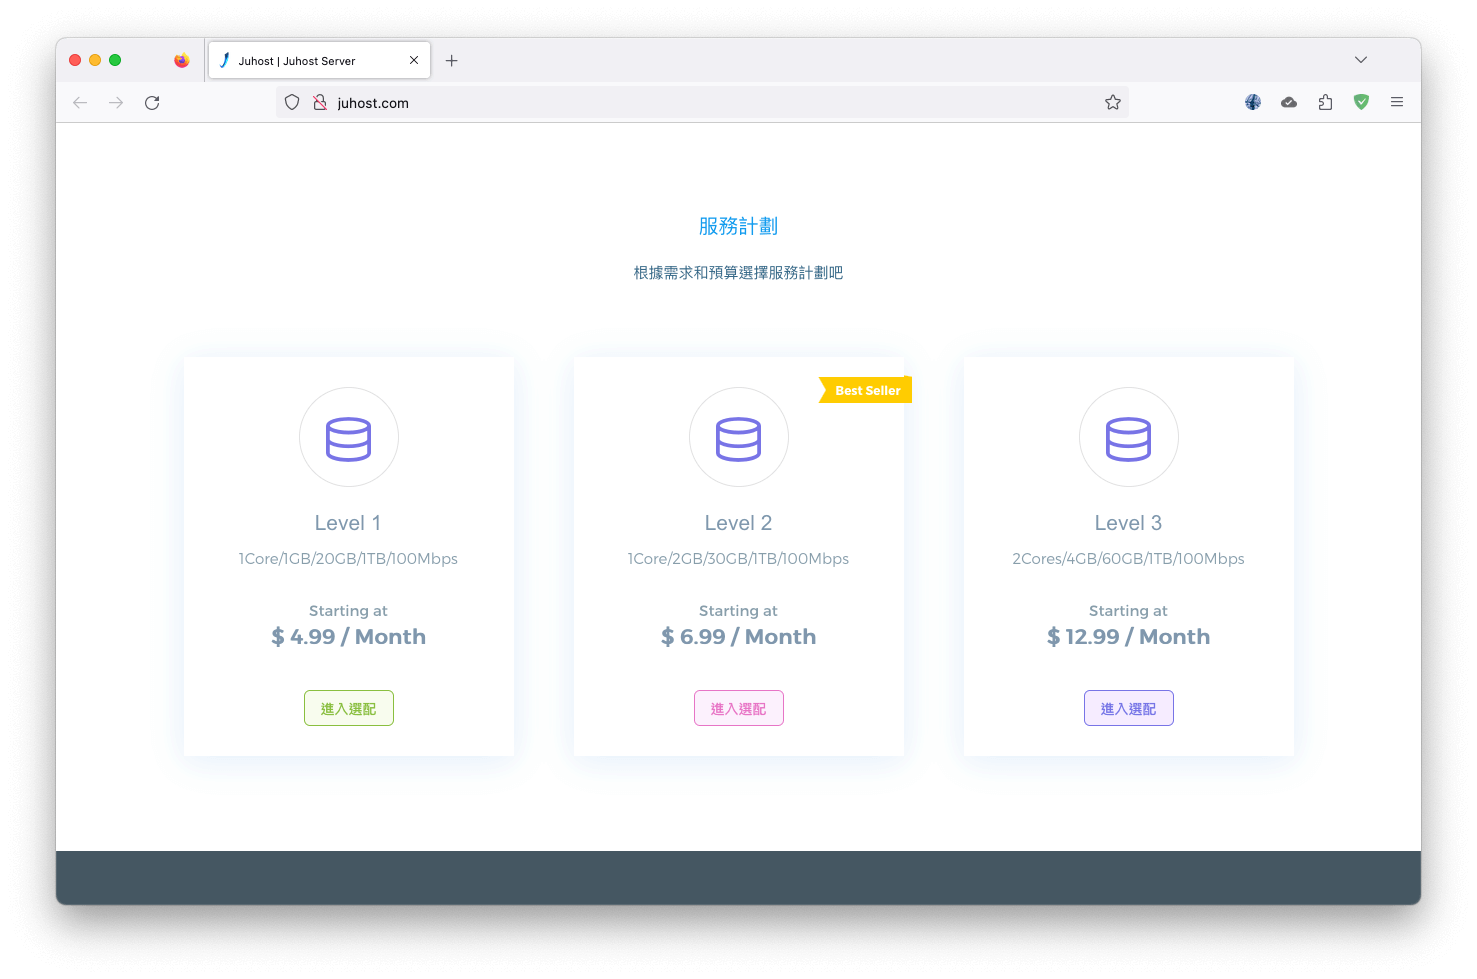 Juhost | Juhost Server
juhost.com
服務計劃
根據需求和預算選擇服務計劃吧
Level 1
1Core/1GB/20GB/1TB/100Mbps
Starting at
$ 4.99 / Month
進入選配
Best Seller
Level 2
1Core/2GB/30GB/1TB/100Mbps
Starting at
$ 6.99 / Month
進入選配
Level 3
2Cores/4GB/60GB/1TB/100Mbps
Starting at
$ 12.99 / Month
進入選配